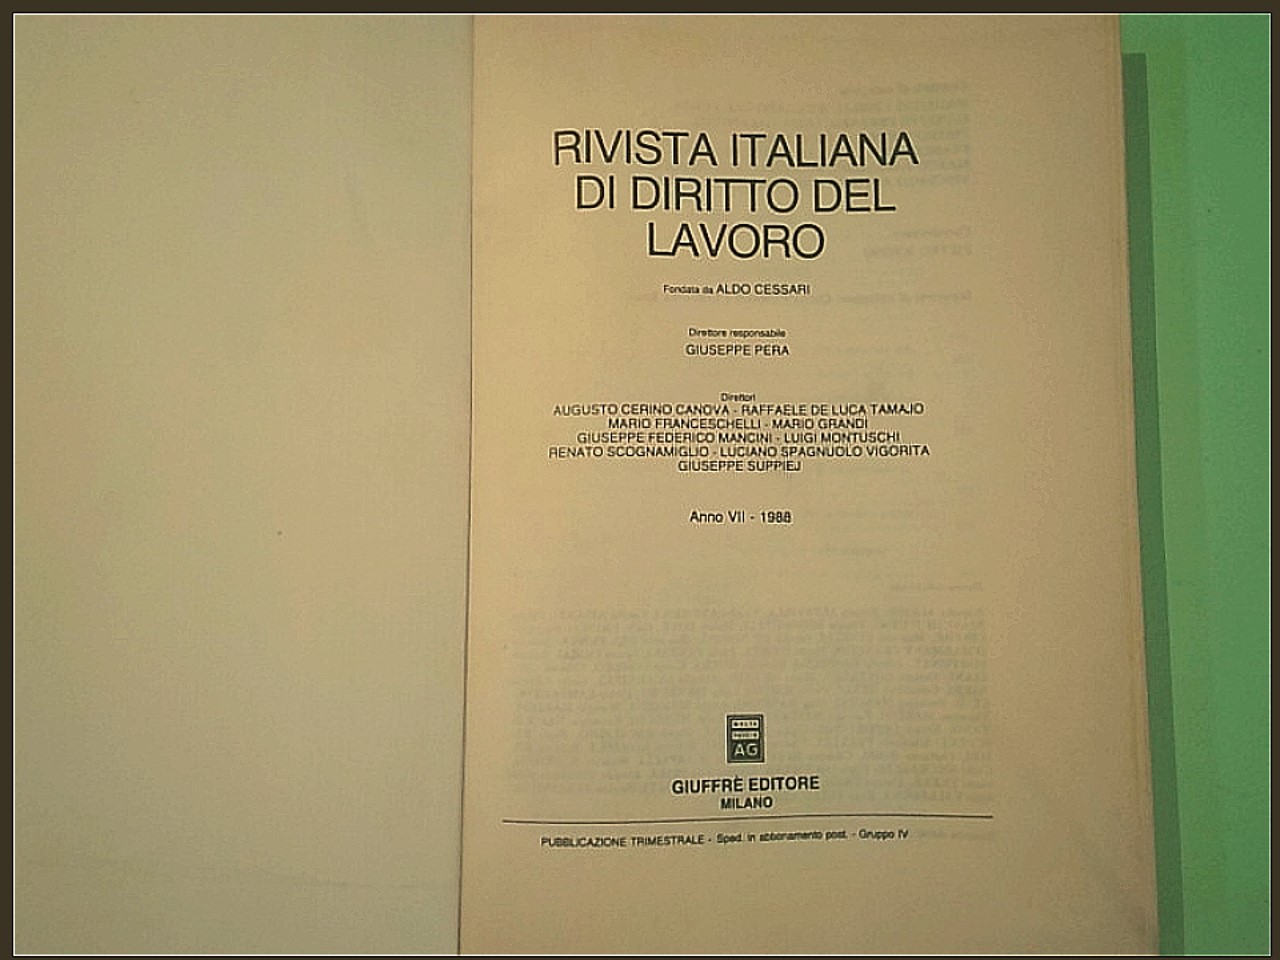 RIVISTA ITALIANA
DI DIRITTO DEL
LAVORO
Fondata da ALDO CESSARI
Direttore responsabile
GIUSEPPE PERA
Direttori
AUGUSTO CERINO CANOVA - RAFFAELE DE LUCA TAMAJO
MARIO FRANCESCHELLI - MARIO GRANDI
GIUSEPPE FEDERICO MANCINI - LUIGI MONTUSCHI
RENATO SCOGNAMIGLIO - LUCIANO SPAGNUOLO VIGORITA
GIUSEPPE SUPPIEJ
Anno VII - 1988
AG
GIUFFRÈ EDITORE
MILANO
PUBBLICAZIONE TRIMESTRALE - Sped. in abbonamento post. - Gruppo IV